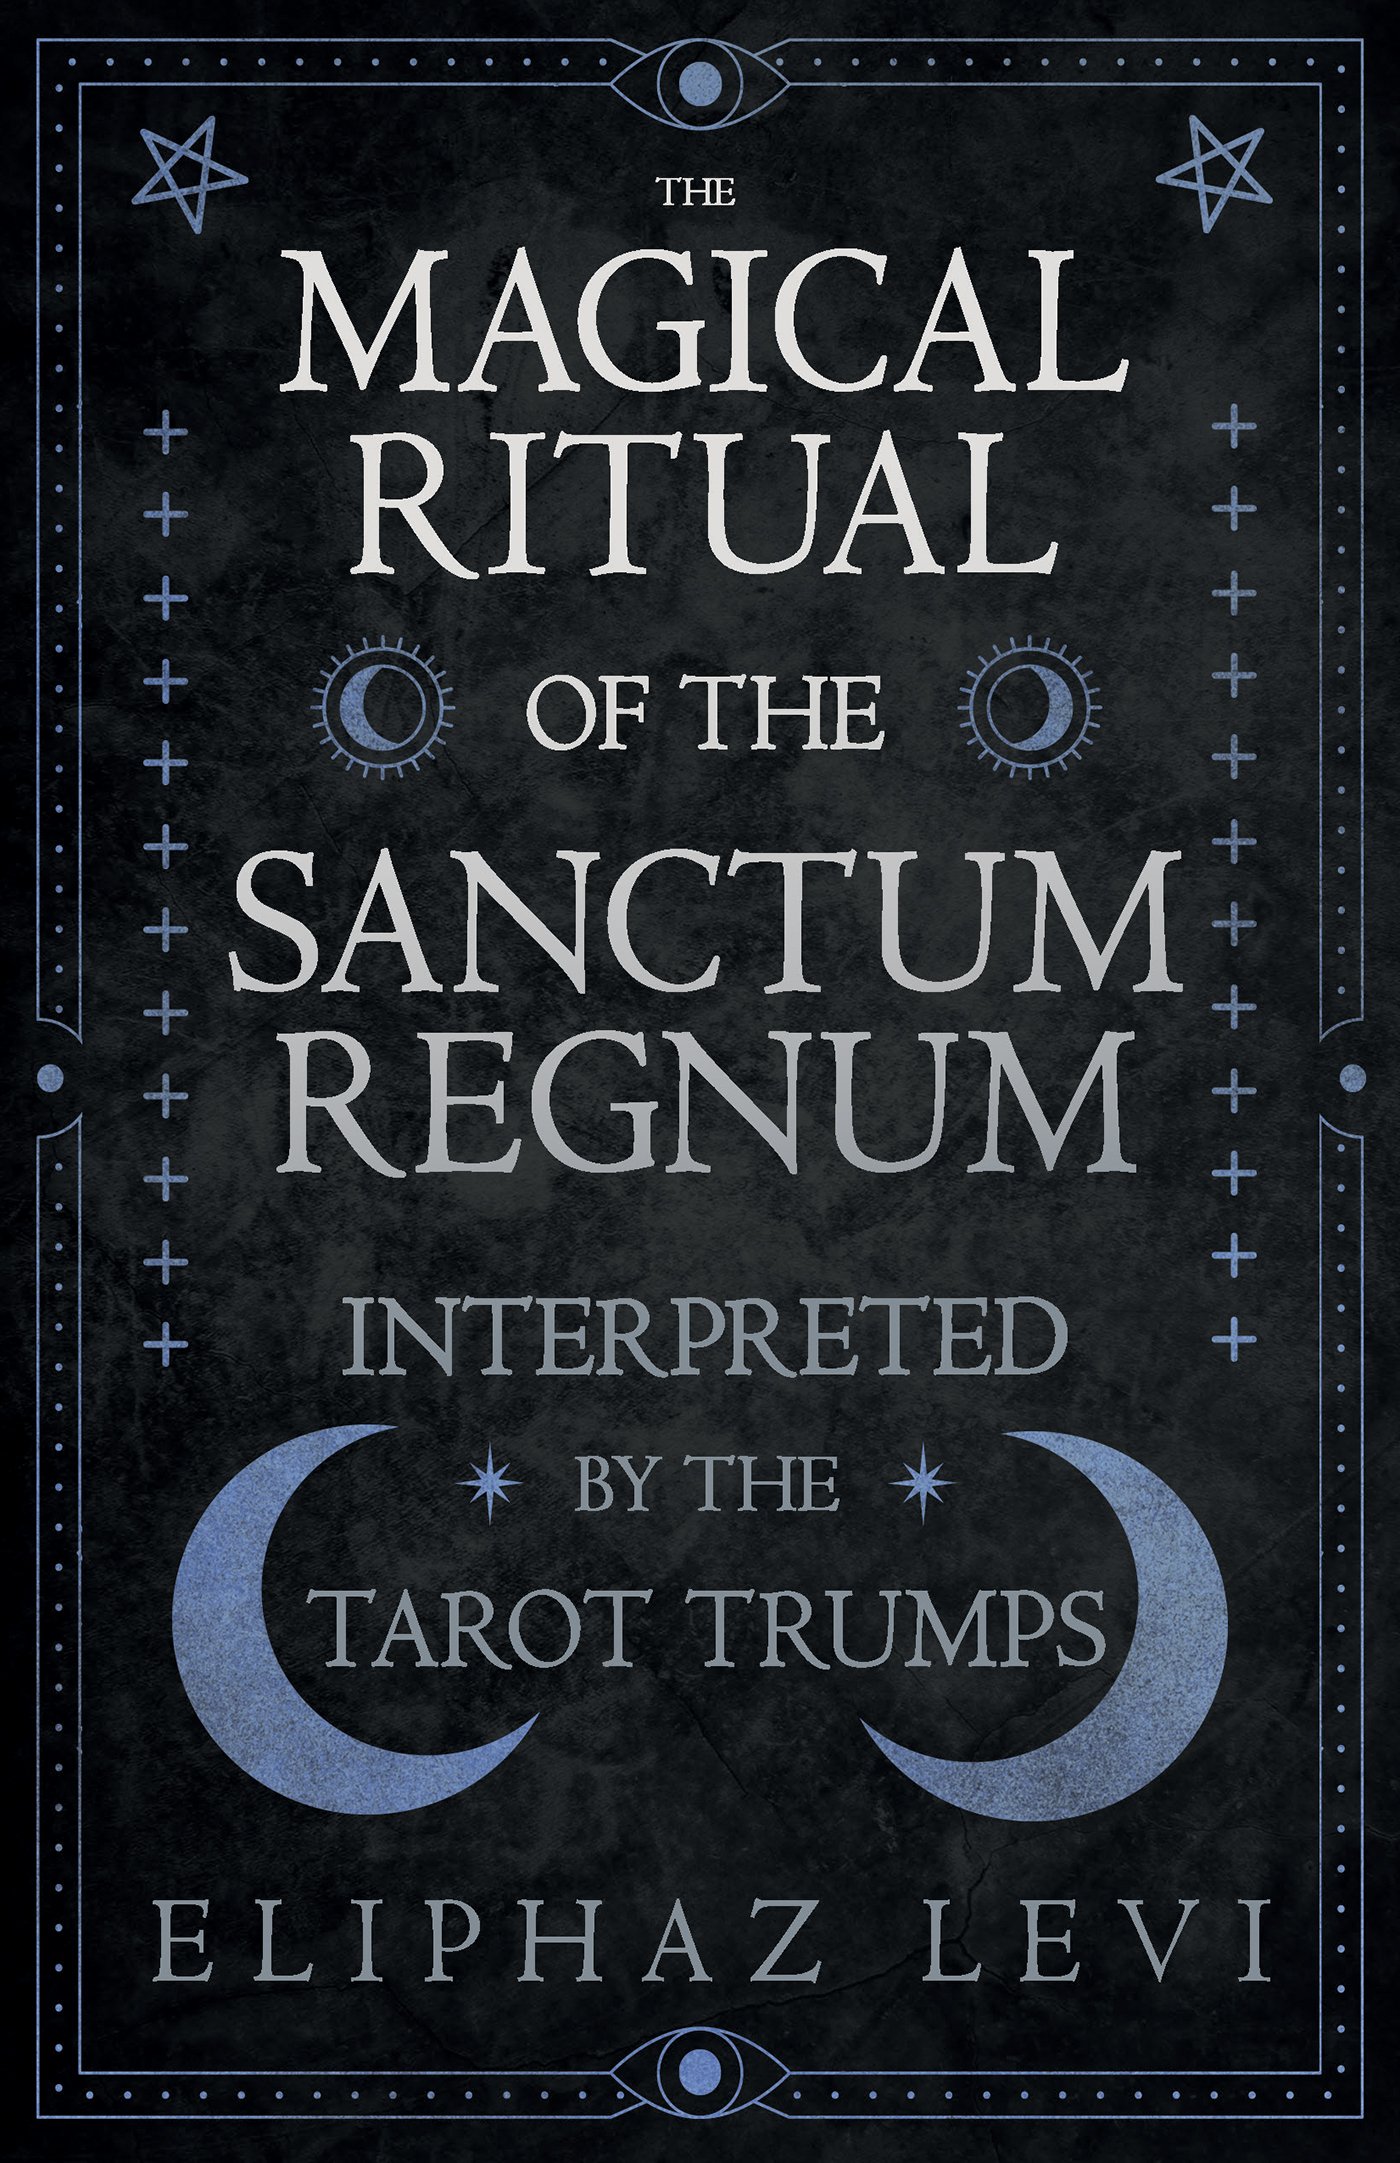 THE
MAGICAL
RITUAL
OF THE
SANCTUM
REGNUM
INTERPRETED
BY THE
TAROT TRUMPS
ELIPHAZ LEVI